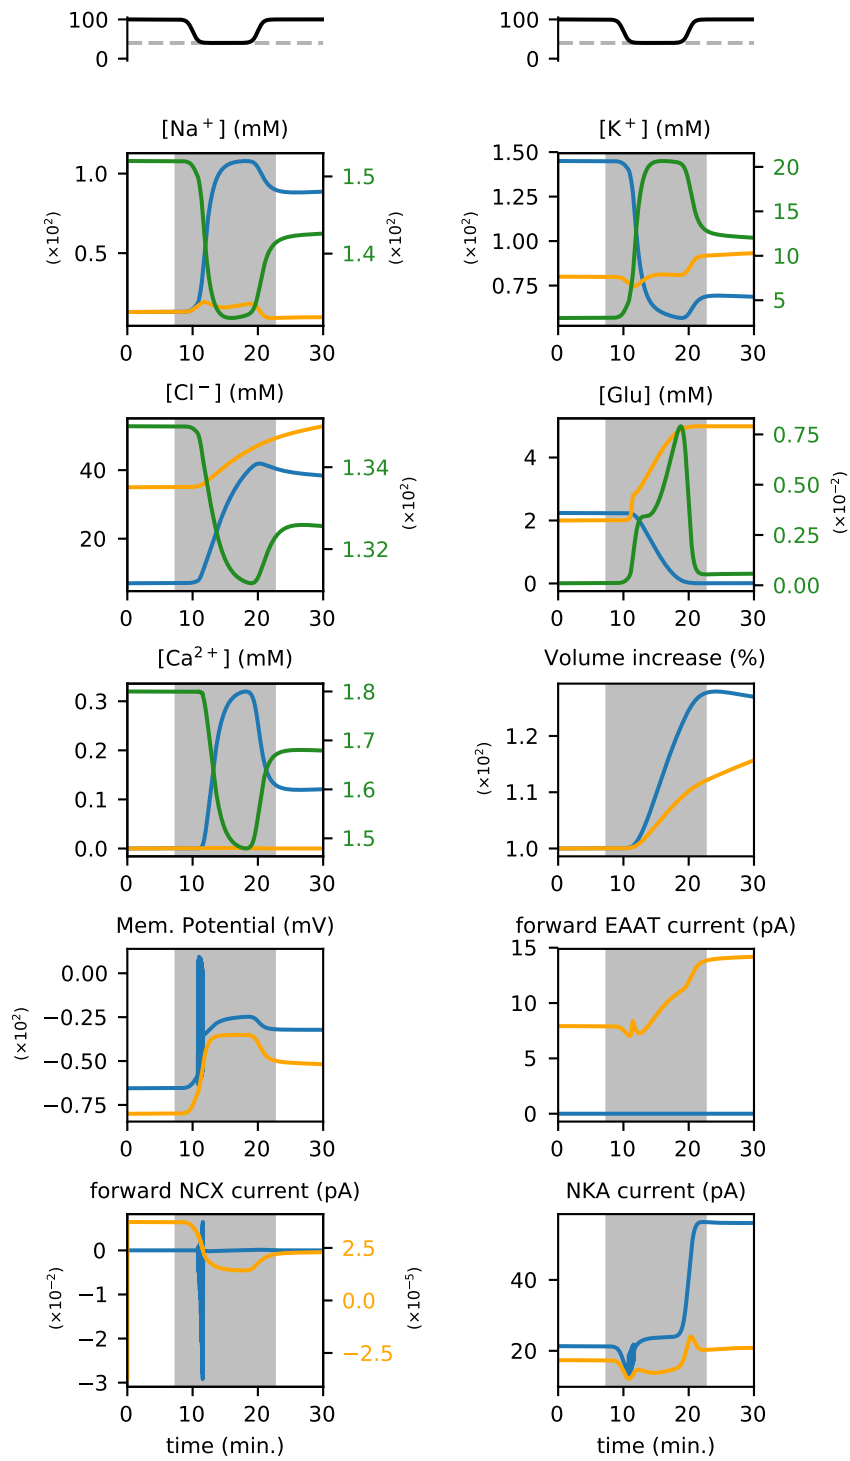 100
0
100
0
[Na⁺] (mM)
[K⁺] (mM)
1.0
0.5
(×10²)
1.5
1.4
(×10²)
0 10 20 30
1.50
1.25
1.00
0.75
(×10²)
20
15
10
5
0 10 20 30
[Cl⁻] (mM)
[Glu] (mM)
40
20
1.34
1.32
(×10²)
0 10 20 30
4
2
0
0.75
0.50
0.25
0.00
(×10⁻²)
0 10 20 30
[Ca²⁺] (mM)
Volume increase (%)
0.3
0.2
0.1
0.0
1.8
1.7
1.6
1.5
0 10 20 30
1.2
1.1
1.0
(×10²)
0 10 20 30
Mem. Potential (mV)
forward EAAT current (pA)
0.00
−0.25
−0.50
−0.75
(×10²)
0 10 20 30
15
10
5
0
0 10 20 30
forward NCX current (pA)
NKA current (pA)
0
−1
−2
−3
(×10⁻²)
2.5
0.0
−2.5
(×10⁻⁵)
0 10 20 30
time (min.)
40
20
0 10 20 30
time (min.)